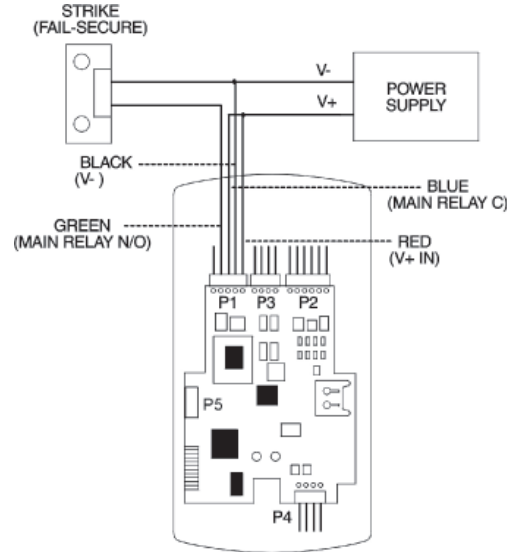 STRIKE
(FAIL-SECURE)
V-
V+
POWER
SUPPLY
BLACK
(V- )
BLUE
(MAIN RELAY C)
GREEN
(MAIN RELAY N/O)
RED
(V+ IN)
P1
P3
P2
P5
P4